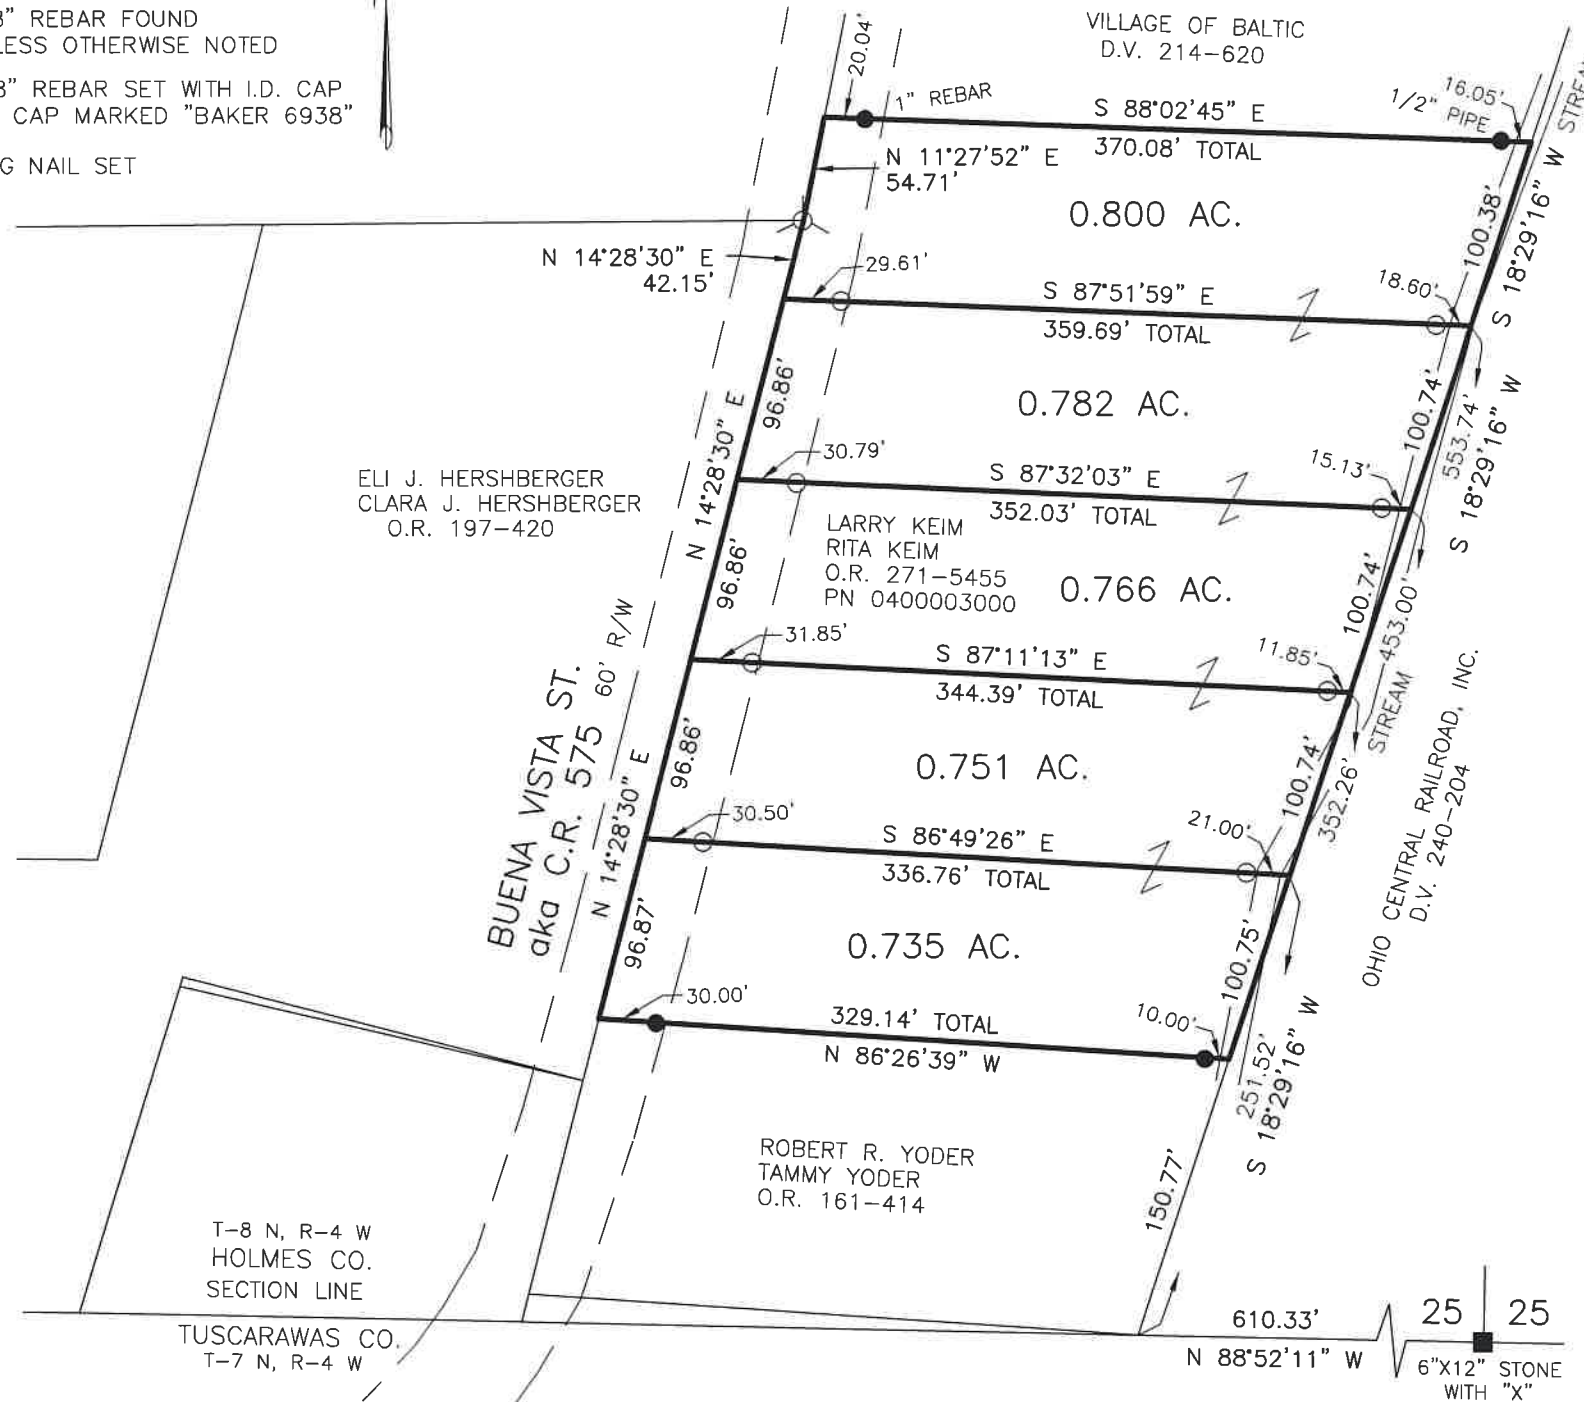 8" REBAR FOUND
LESS OTHERWISE NOTED
8" REBAR SET WITH I.D. CAP
CAP MARKED "BAKER 6938"
G NAIL SET
VILLAGE OF BALTIC
D.V. 214-620
20.04'
1" REBAR
S 88°02'45" E
370.08' TOTAL
1/2" PIPE
16.05'
N 11°27'52" E
54.71'
0.800 AC.
100.38'
S 18°29'16" W
N 14°28'30" E
42.15'
29.61'
S 87°51'59" E
359.69' TOTAL
18.60'
96.86'
N 14°28'30" E
0.782 AC.
100.74'
553.74'
S 18°29'16" W
ELI J. HERSHBERGER
CLARA J. HERSHBERGER
O.R. 197-420
30.79'
S 87°32'03" E
352.03' TOTAL
15.13'
LARRY KEIM
RITA KEIM
O.R. 271-5455
PN 0400003000
96.86'
0.766 AC.
100.74'
453.00'
STREAM
31.85'
S 87°11'13" E
344.39' TOTAL
11.85'
BUENA VISTA ST.
aka C.R. 575
60' R/W
96.86'
N 14°28'30" E
0.751 AC.
100.74'
352.26'
OHIO CENTRAL RAILROAD, INC.
D.V. 240-204
30.50'
S 86°49'26" E
336.76' TOTAL
21.00'
96.87'
0.735 AC.
100.75'
30.00'
329.14' TOTAL
N 86°26'39" W
10.00'
251.52'
S 18°29'16" W
ROBERT R. YODER
TAMMY YODER
O.R. 161-414
150.77'
T-8 N, R-4 W
HOLMES CO.
SECTION LINE
TUSCARAWAS CO.
T-7 N, R-4 W
610.33'
N 88°52'11" W
25 25
6"X12" STONE
WITH "X"